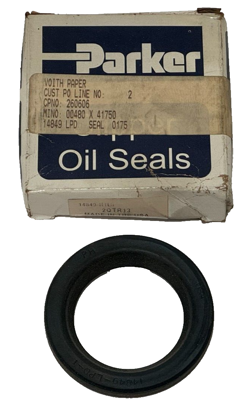 Parker
VOITH PAPER
CUST PO LINE NO. 2
CPNO. 260606
MINO. 00480 X 41750
14849 LPD SEAL 0175
Oil Seals